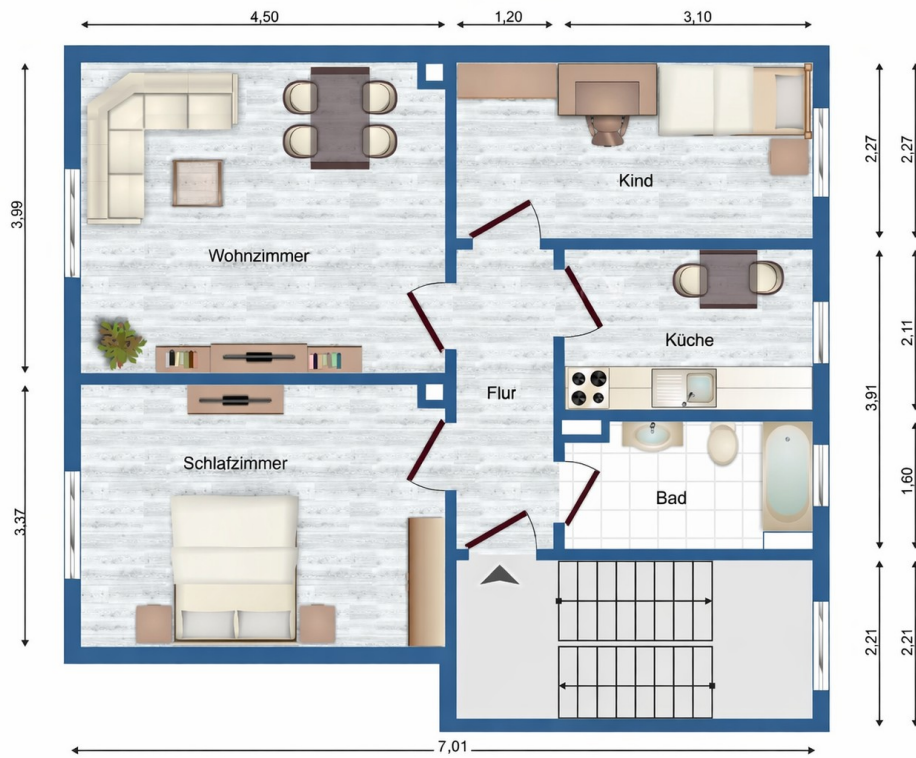 4,50
1,20
3,10
3,99
2,27
2,27
Kind
Wohnzimmer
Küche
2,11
3,91
Flur
Schlafzimmer
Bad
1,60
3,37
2,21
2,21
7,01